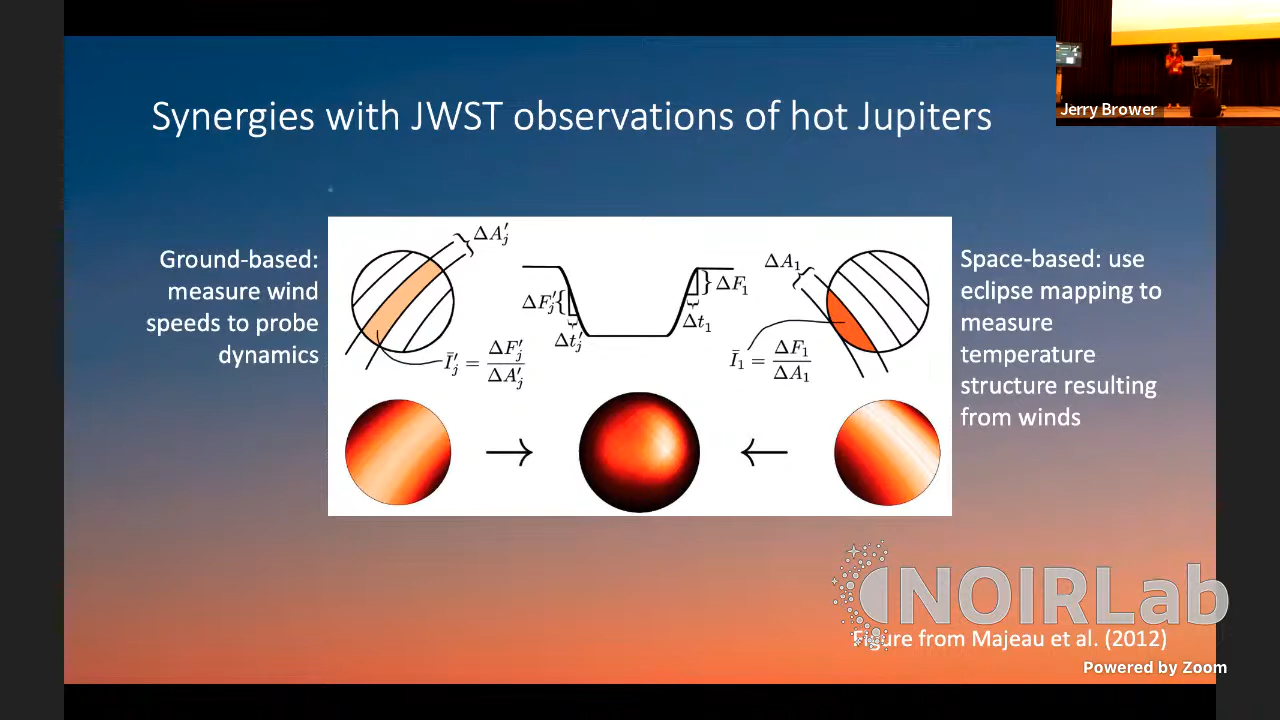 Jerry Brower
Synergies with JWST observations of hot Jupiters
Ground-based:
measure wind
speeds to probe
dynamics
ΔA′ⱼ
ΔF′ⱼ
Δt′ⱼ
Ī′ⱼ = ΔF′ⱼ / ΔA′ⱼ
ΔA₁
ΔF₁
Δt₁
Ī₁ = ΔF₁ / ΔA₁
Space-based: use
eclipse mapping to
measure
temperature
structure resulting
from winds
NOIRLab
Figure from Majeau et al. (2012)
Powered by Zoom